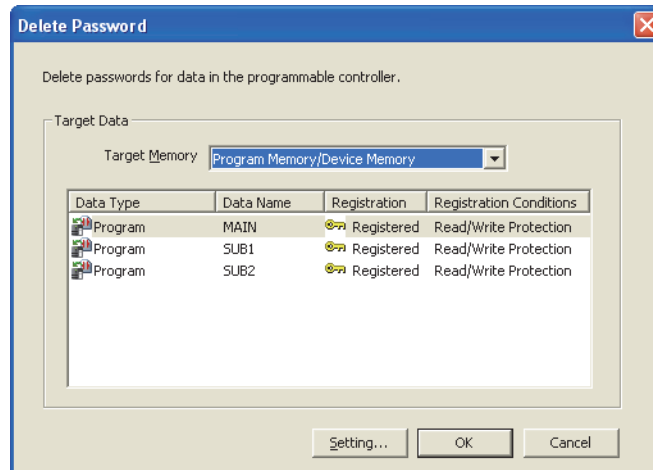 Delete Password
Delete passwords for data in the programmable controller.
Target Data
Target Memory Program Memory/Device Memory
Data Type Data Name Registration Registration Conditions
Program MAIN Registered Read/Write Protection
Program SUB1 Registered Read/Write Protection
Program SUB2 Registered Read/Write Protection
Setting... OK Cancel